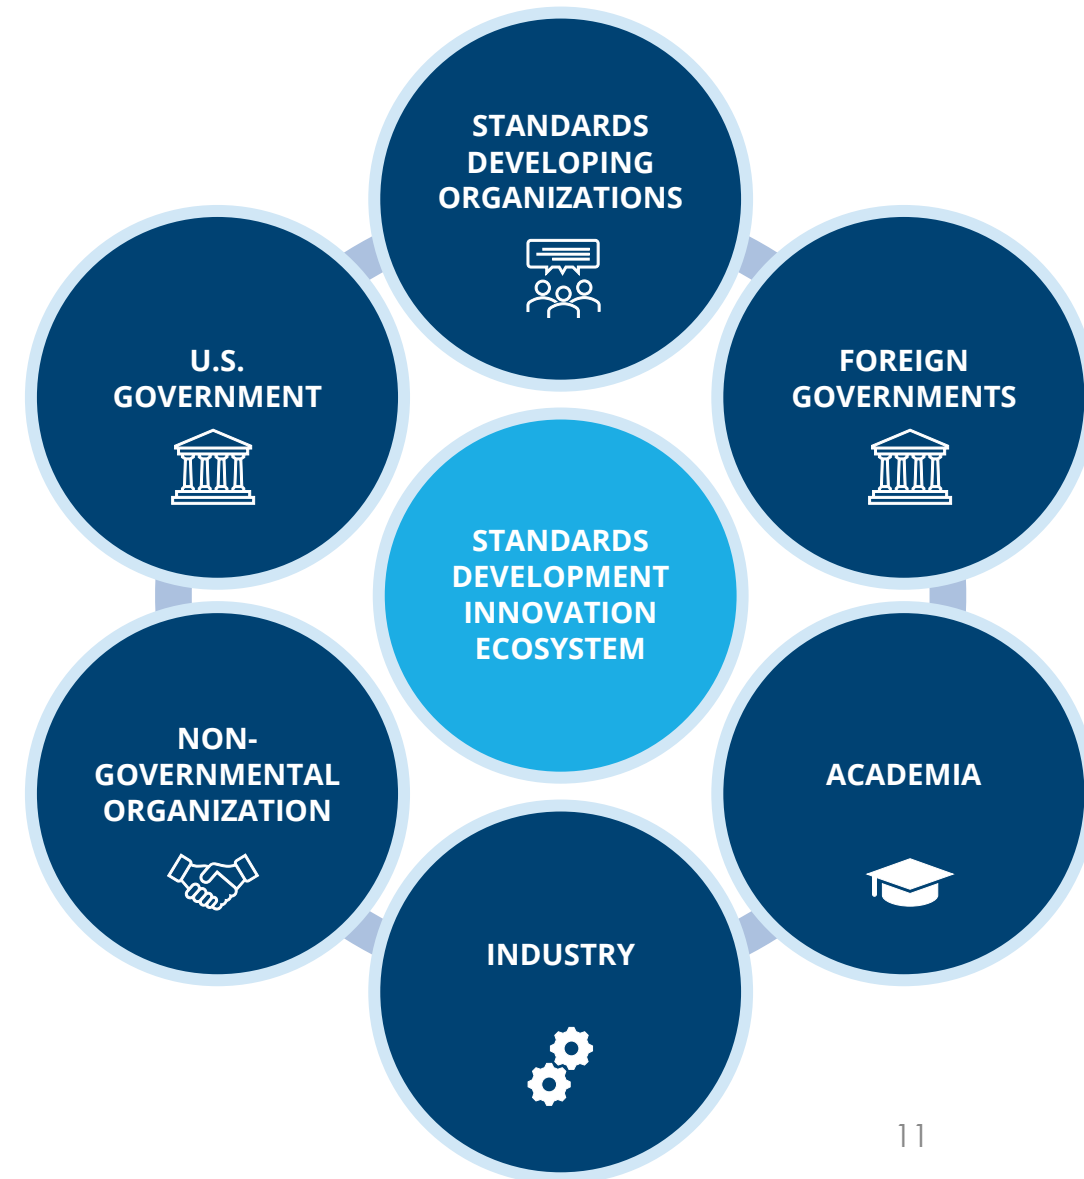 STANDARDS
DEVELOPING
ORGANIZATIONS
U.S.
GOVERNMENT
FOREIGN
GOVERNMENTS
STANDARDS
DEVELOPMENT
INNOVATION
ECOSYSTEM
NON-
GOVERNMENTAL
ORGANIZATION
ACADEMIA
INDUSTRY
11